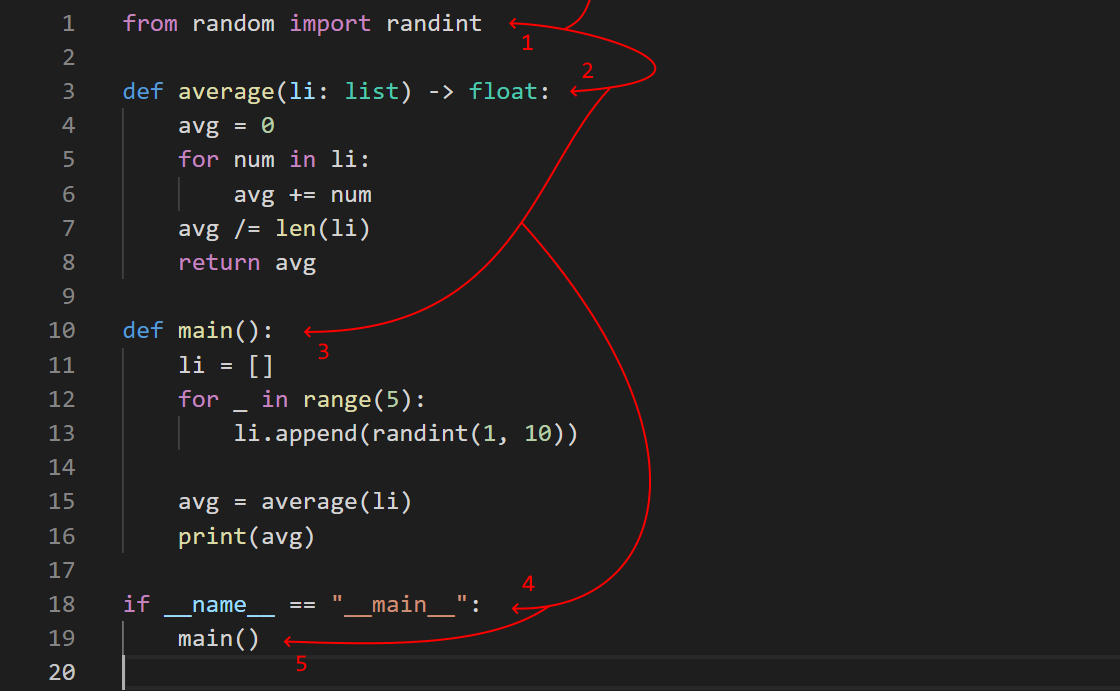 1 from random import randint
1
2
2
3 def average(li: list) -> float:
4     avg = 0
5     for num in li:
6         avg += num
7     avg /= len(li)
8     return avg
9
10 def main():
3
11     li = []
12     for _ in range(5):
13         li.append(randint(1, 10))
14
15     avg = average(li)
16     print(avg)
17
4
18 if __name__ == "__main__":
19     main()
5
20